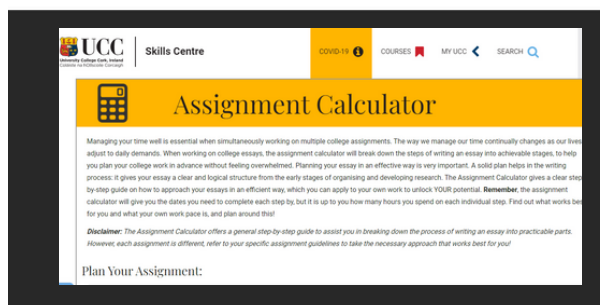 UCC
Skills Centre
COVID-19
COURSES
MY UCC
SEARCH
University College Cork, Ireland
Coláiste na hOllscoile Corcaigh
Assignment Calculator
Managing your time well is essential when simultaneously working on multiple college assignments. The way we manage our time continually changes as our lives
adjust to daily demands. When working on college essays, the assignment calculator will break down the steps of writing an essay into achievable stages, to help
you plan your college work in advance without feeling overwhelmed. Planning your essay in an effective way is very important. A solid plan helps in the writing
process: it gives your essay a clear and logical structure from the early stages of organising and developing research. The Assignment Calculator gives a clear step
by-step guide on how to approach your essays in an efficient way, which you can apply to your own work to unlock YOUR potential. Remember, the assignment
calculator will give you the dates you need to complete each step by, but it is up to you how many hours you spend on each individual step. Find out what works bes
for you and what your own work pace is, and plan around this!
Disclaimer: The Assignment Calculator offers a general step-by-step guide to assist you in breaking down the process of writing an essay into practicable parts.
However, each assignment is different, refer to your specific assignment guidelines to take the necessary approach that works best for you!
Plan Your Assignment: